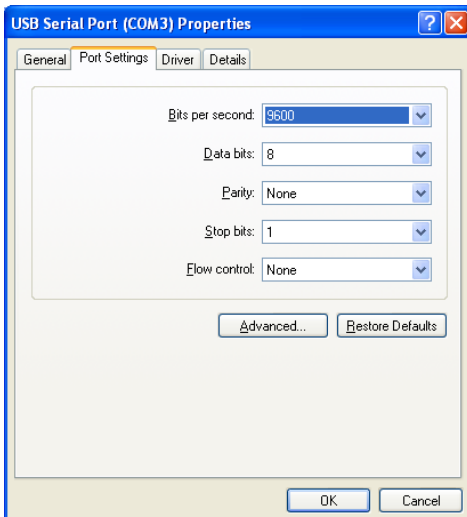 USB Serial Port (COM3) Properties
General Port Settings Driver Details
Bits per second: 9600
Data bits: 8
Parity: None
Stop bits: 1
Flow control: None
Advanced... Restore Defaults
OK Cancel